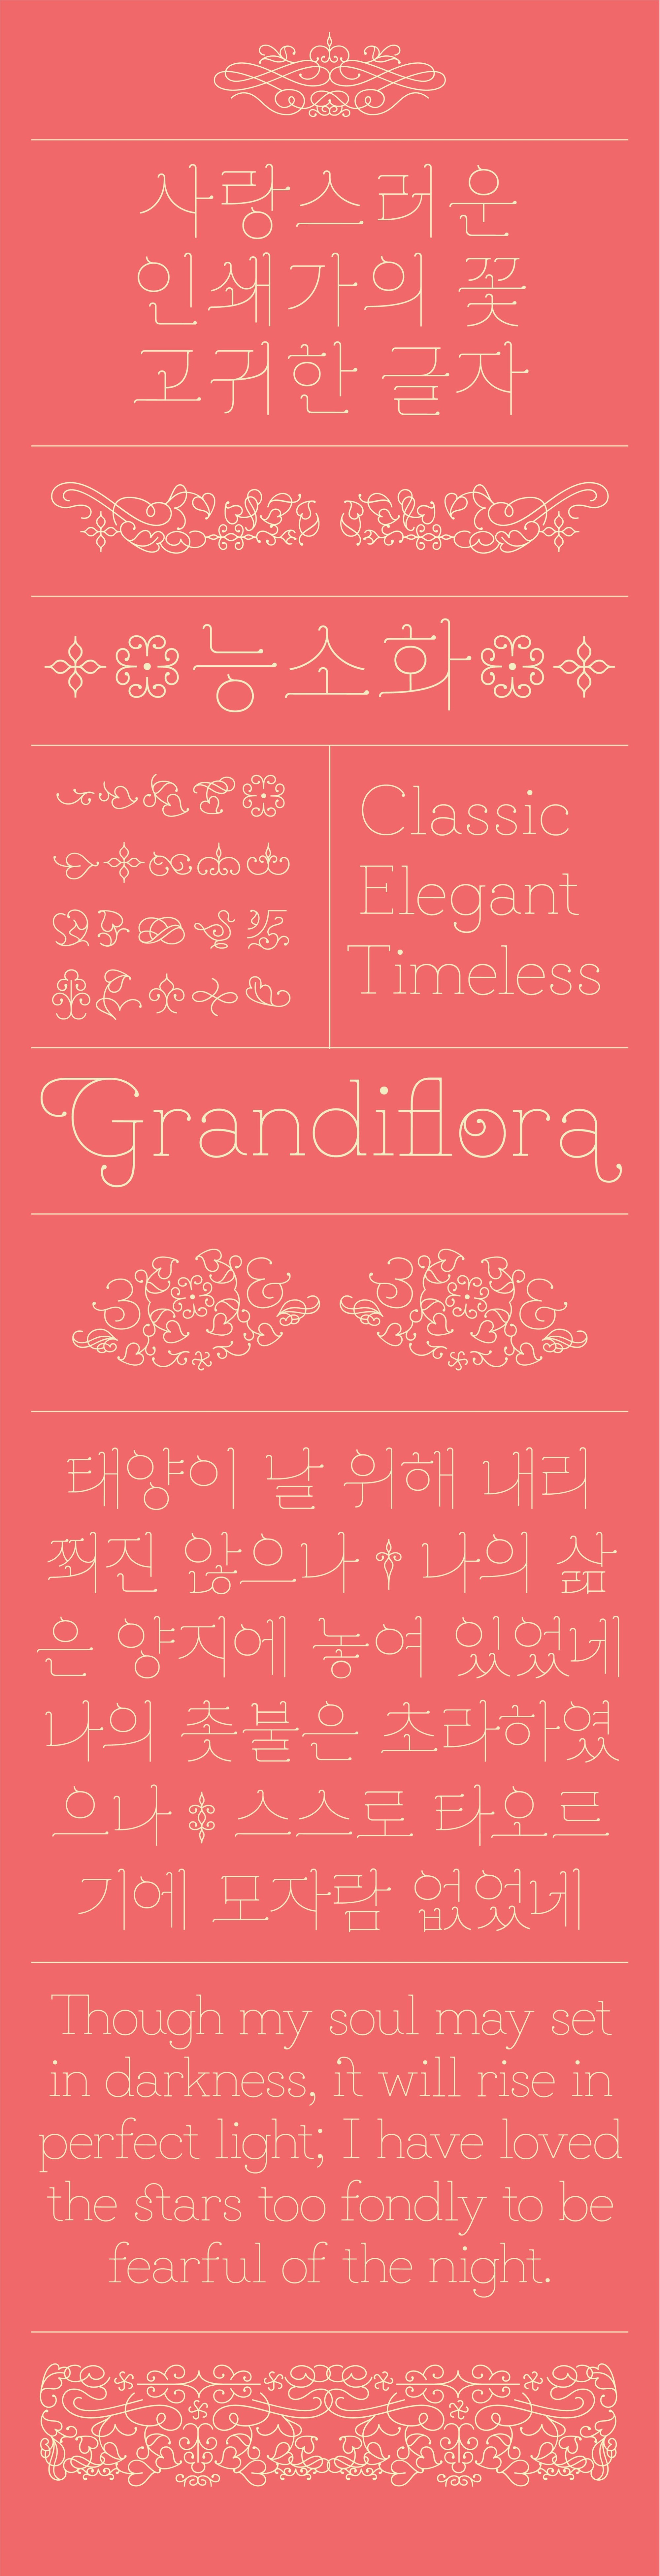 사랑스러운
인쇄가의 꽃
고귀한 글자
능소화
Classic
Elegant
Timeless
Grandiflora
태양이 날 위해 내리
쬐진 않으나 나의 삶
은 양지에 놓여 있었네
나의 촛불은 초라하였
으나 스스로 타오르
기에 모자람 없었네
Though my soul may set
in darkness, it will rise in
perfect light; I have loved
the stars too fondly to be
fearful of the night.